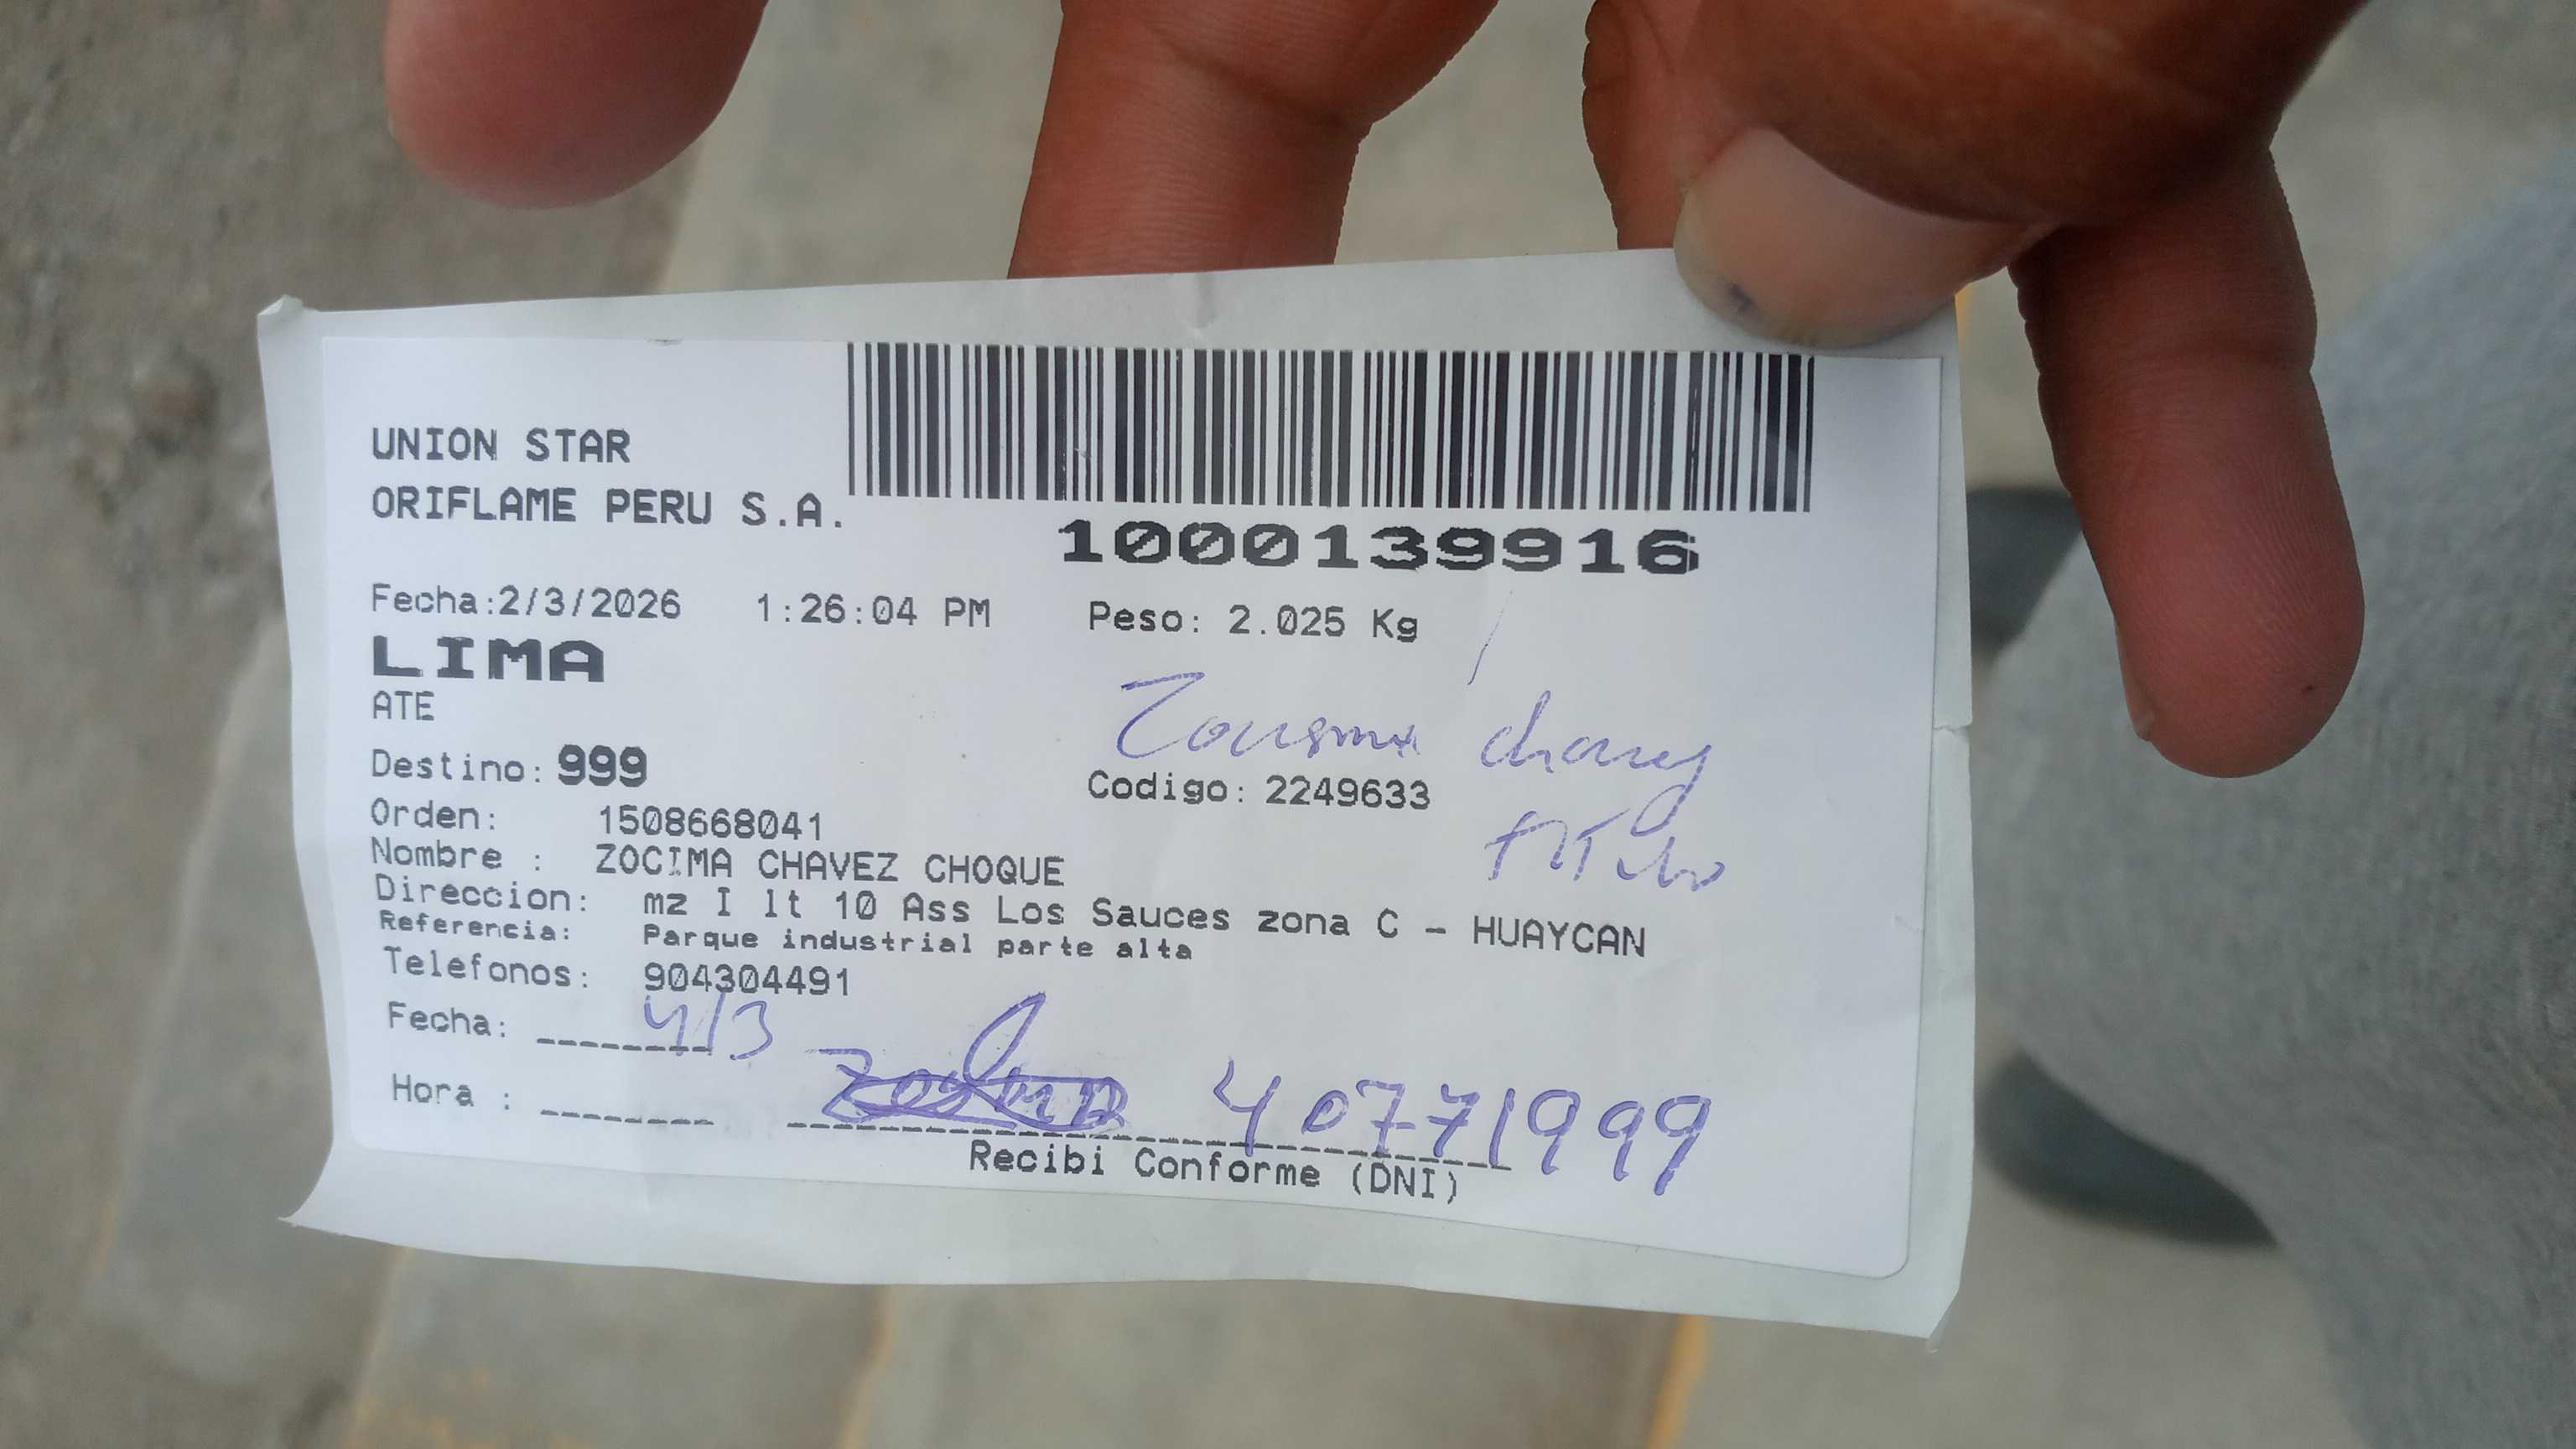 UNION STAR
ORIFLAME PERU S.A.
1000139916
Fecha:2/3/2026 1:26:04 PM Peso: 2.025 Kg
LIMA
ATE
Destino: 999
Codigo: 2249633
Orden: 1508668041
Nombre : ZOCIMA CHAVEZ CHOQUE
Direccion: mz I lt 10 Ass Los Sauces zona C - HUAYCAN
Referencia: Parque industrial parte alta
Telefonos: 904304491
Fecha: 4/3
Hora : 40771999
Recibi Conforme (DNI)